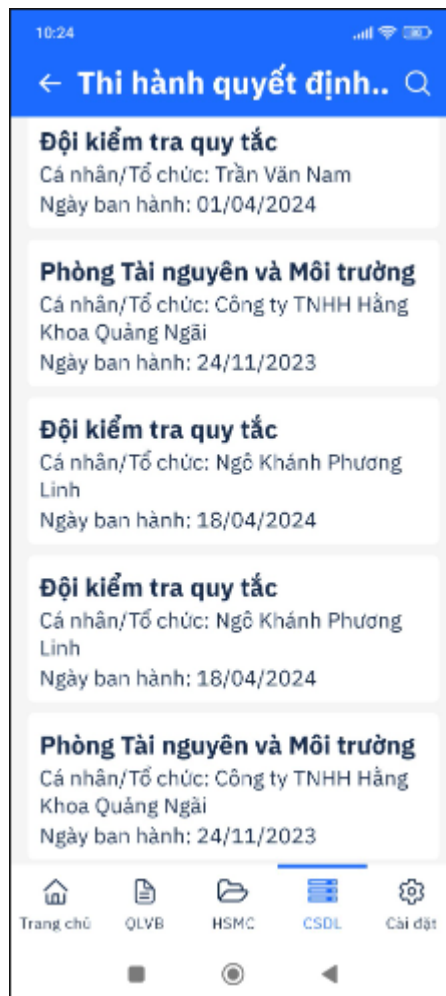 10:24
Thi hành quyết định..
Đội kiểm tra quy tắc
Cá nhân/Tổ chức: Trần Văn Nam
Ngày ban hành: 01/04/2024
Phòng Tài nguyên và Môi trường
Cá nhân/Tổ chức: Công ty TNHH Hằng
Khoa Quảng Ngãi
Ngày ban hành: 24/11/2023
Đội kiểm tra quy tắc
Cá nhân/Tổ chức: Ngô Khánh Phương
Linh
Ngày ban hành: 18/04/2024
Đội kiểm tra quy tắc
Cá nhân/Tổ chức: Ngô Khánh Phương
Linh
Ngày ban hành: 18/04/2024
Phòng Tài nguyên và Môi trường
Cá nhân/Tổ chức: Công ty TNHH Hằng
Khoa Quảng Ngãi
Ngày ban hành: 24/11/2023
Trang chủ QLVB HSMC CSDL Cài đặt